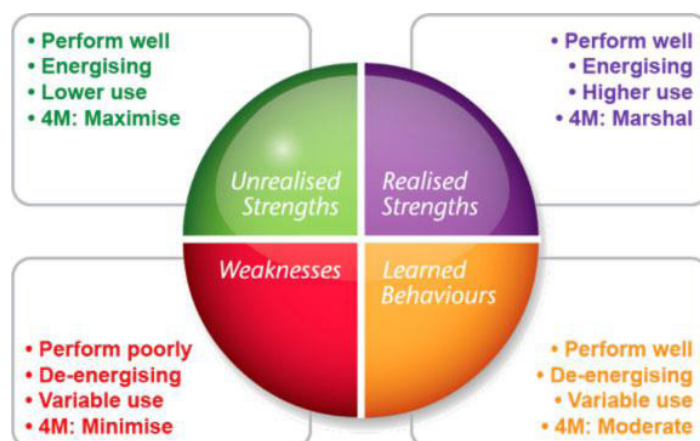 • Perform well
• Energising
• Lower use
• 4M: Maximise
• Perform well
• Energising
• Higher use
• 4M: Marshal
Unrealised
Strengths
Realised
Strengths
Weaknesses
Learned
Behaviours
• Perform poorly
• De-energising
• Variable use
• 4M: Minimise
• Perform well
• De-energising
• Variable use
• 4M: Moderate